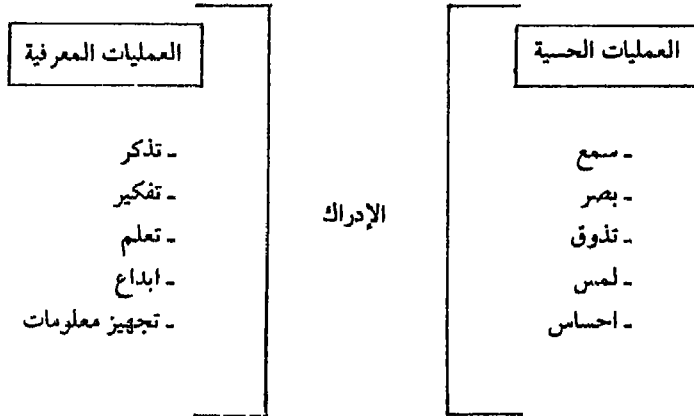 العمليات الحسية
- سمع
- بصر
- تذوق
- لمس
- احساس
الإدراك
العمليات المعرفية
- تذكر
- تفكير
- تعلم
- ابداع
- تجهيز معلومات